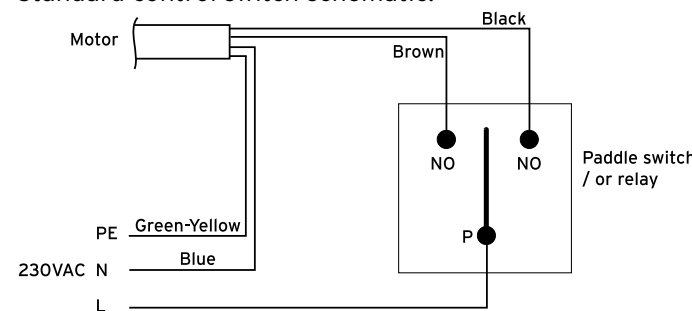 Standard control switch schematic:
Black
Motor
Brown
NO
NO
Paddle switch
/ or relay
P
PE Green-Yellow
Blue
230VAC N
L